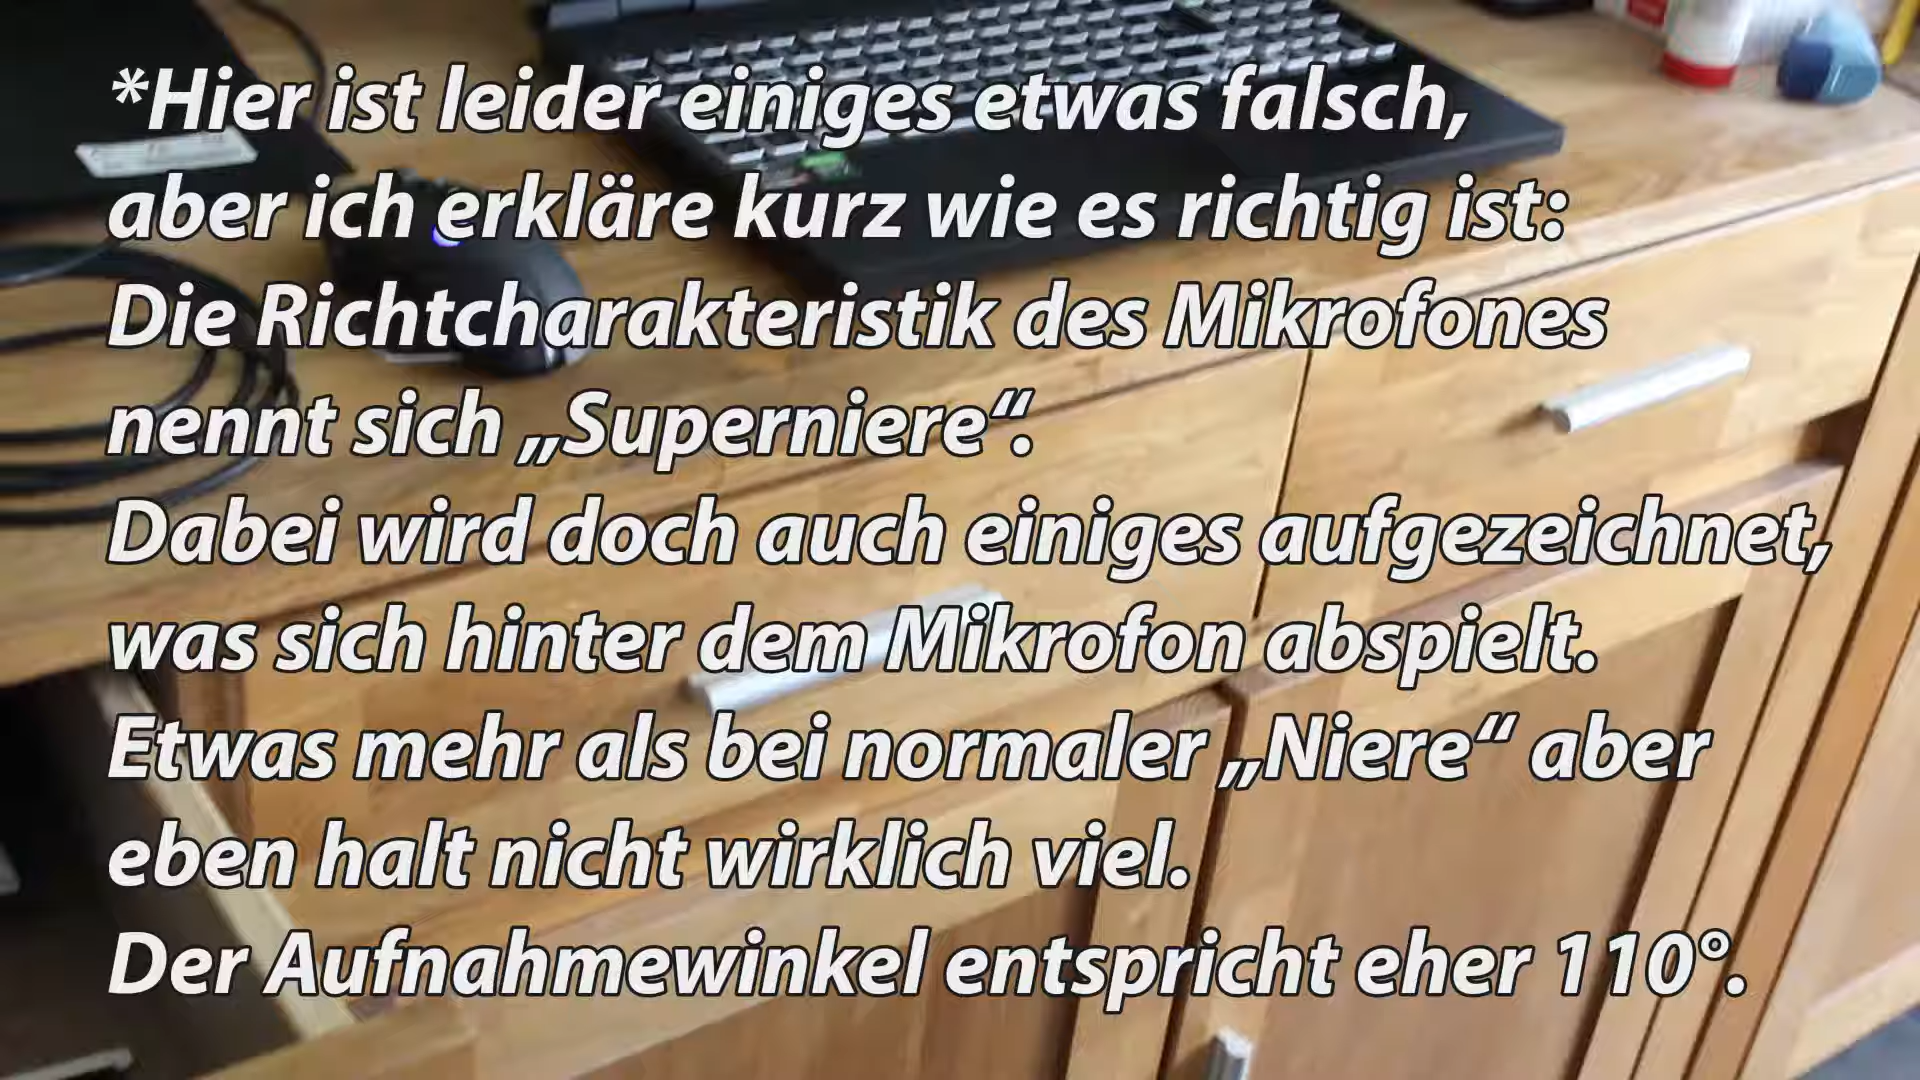 *Hier ist leider einiges etwas falsch,
aber ich erkläre kurz wie es richtig ist:
Die Richtcharakteristik des Mikrofones
nennt sich „Superniere“.
Dabei wird doch auch einiges aufgezeichnet,
was sich hinter dem Mikrofon abspielt.
Etwas mehr als bei normaler „Niere“ aber
eben halt nicht wirklich viel.
Der Aufnahmewinkel entspricht eher 110°.